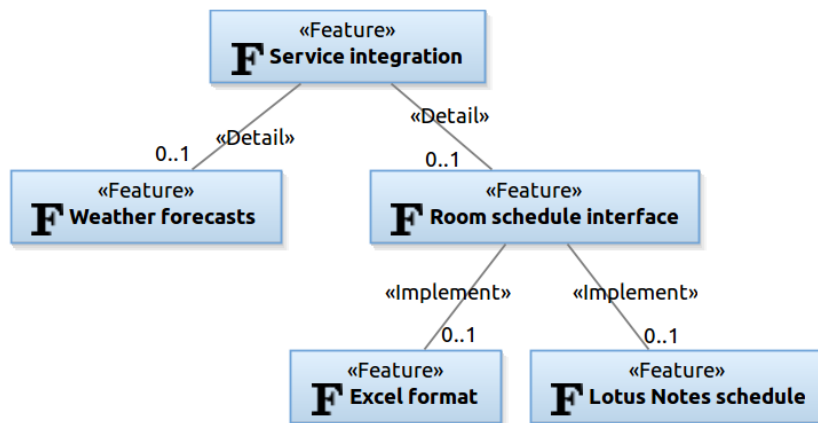 «Feature»
F Service integration
«Detail»
«Detail»
0..1
0..1
«Feature»
F Weather forecasts
«Feature»
F Room schedule interface
«Implement»
«Implement»
0..1
0..1
«Feature»
F Excel format
«Feature»
F Lotus Notes schedule